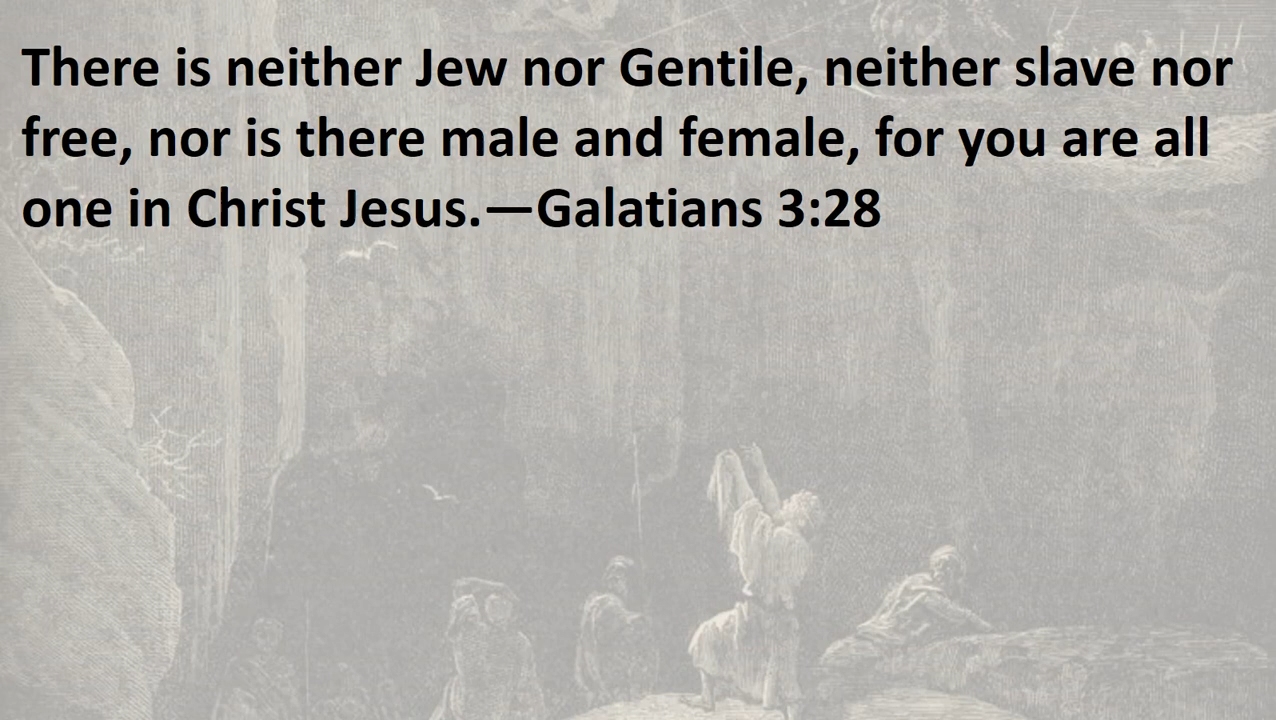 There is neither Jew nor Gentile, neither slave nor
free, nor is there male and female, for you are all
one in Christ Jesus.—Galatians 3:28